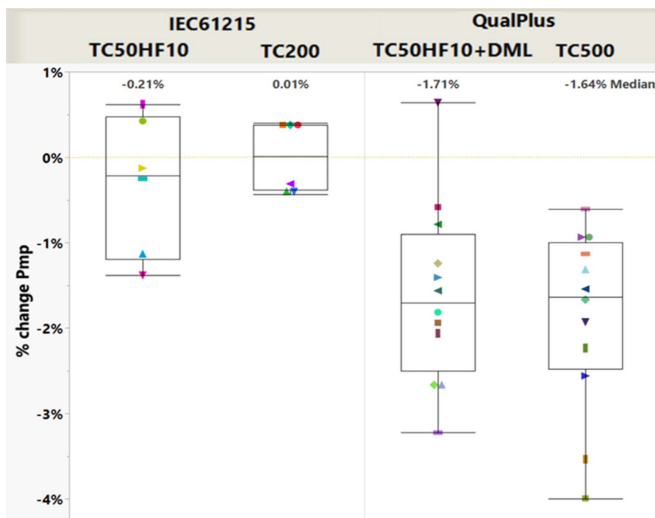 IEC61215 QualPlus
TC50HF10 TC200 TC50HF10+DML TC500
1%
-0.21% 0.01% -1.71% -1.64% Median
0%
-1%
-2%
-3%
-4%
% change Pmp